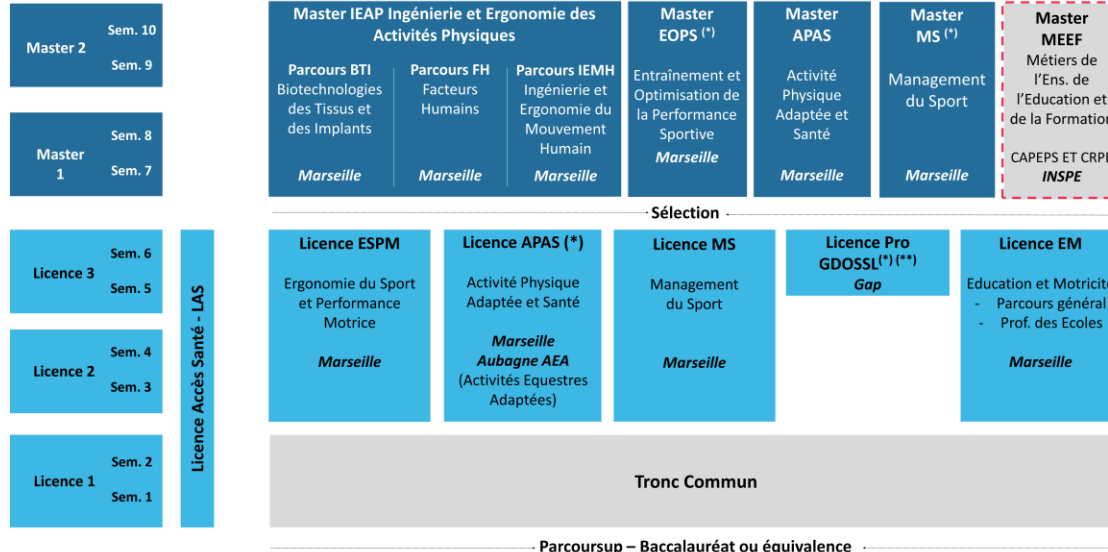 Master 2
Sem. 10
Sem. 9
Master
1
Sem. 8
Sem. 7
Master IEAP Ingénierie et Ergonomie des
Activités Physiques
Parcours BTI
Biotechnologies
des Tissus et
des Implants
Marseille
Parcours FH
Facteurs
Humains
Marseille
Parcours IEMH
Ingénierie et
Ergonomie du
Mouvement
Humain
Marseille
Master
EOPS (*)
Entraînement et
Optimisation de
la Performance
Sportive
Marseille
Master
APAS
Activité
Physique
Adaptée et
Santé
Marseille
Master
MS (*)
Management
du Sport
Marseille
Master
MEEF
Métiers de
l'Ens. de
l'Education et
de la Formation
CAPEPS ET CRPE
INSPE
Sélection
Licence 3
Sem. 6
Sem. 5
Licence 2
Sem. 4
Sem. 3
Licence 1
Sem. 2
Sem. 1
Licence Accès Santé - LAS
Licence ESPM
Ergonomie du Sport
et Performance
Motrice
Marseille
Licence APAS (*)
Activité Physique
Adaptée et Santé
Marseille
Aubagne AEA
(Activités Equestres
Adaptées)
Licence MS
Management
du Sport
Marseille
Licence Pro
GDOSSL(*) (**)
Gap
Licence EM
Education et Motricité
- Parcours général
- Prof. des Ecoles
Marseille
Tronc Commun
Parcoursup – Baccalauréat ou équivalence